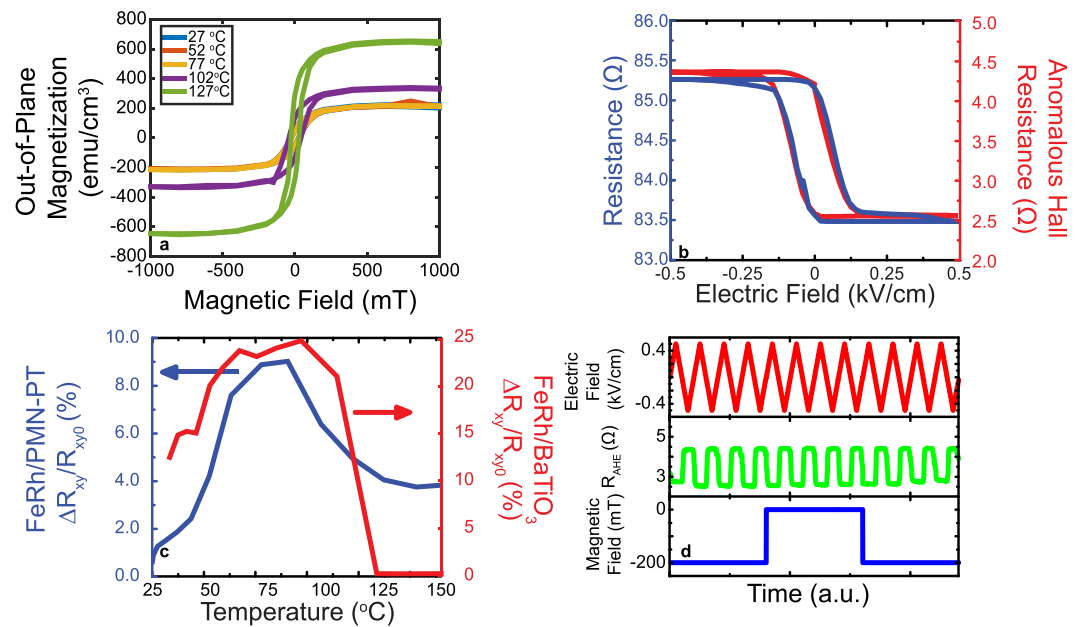 Out-of-Plane
Magnetization
(emu/cm³)
800
600
400
200
0
-200
-400
-600
-800
27 °C
52 °C
77 °C
102°C
127°C
a
-1000
-500
0
500
1000
Magnetic Field (mT)
Resistance (Ω)
86.0
85.5
85.0
84.5
84.0
83.5
83.0
b
-0.5
-0.25
0
0.25
0.5
Electric Field (kV/cm)
5.0
4.5
4.0
3.5
3.0
2.5
2.0
Anomalous Hall
Resistance
(Ω)
FeRh/PMN-PT
ΔRxy/Rxy0 (%)
10.0
8.0
6.0
4.0
2.0
0.0
c
25
50
75
100
125
150
Temperature (°C)
25
20
15
10
5
0
FeRh/BaTiO3
ΔRxy/Rxy0 (%)
Electric
Field
(kV/cm)
0.4
-0.4
RAHE (Ω)
5
3
Magnetic
Field (mT)
0
-200
d
Time (a.u.)